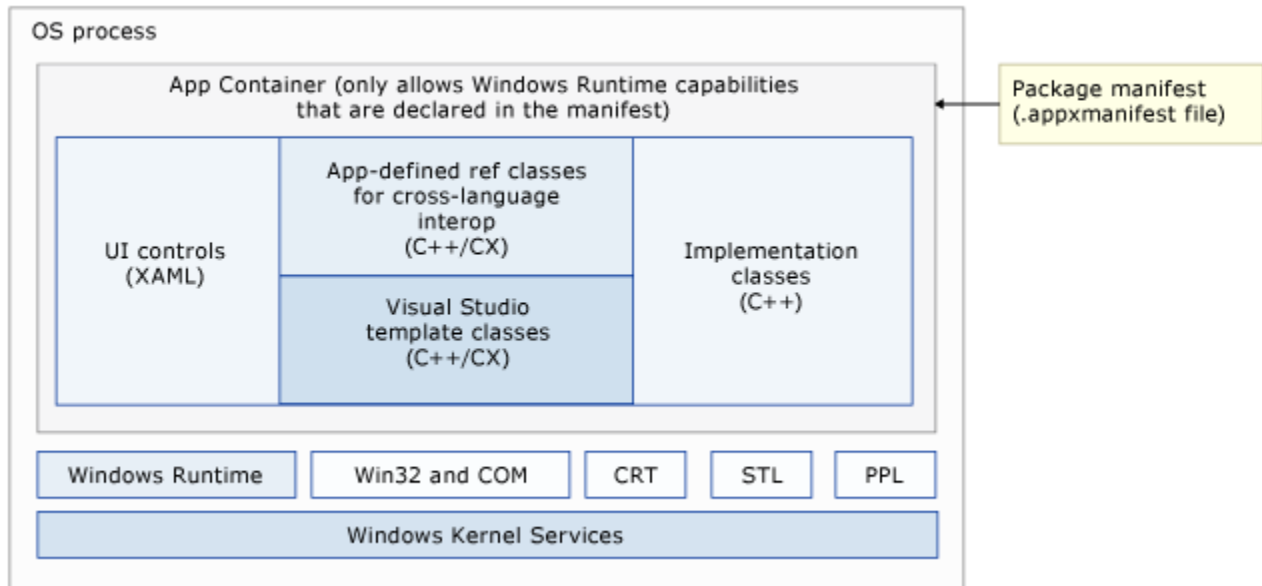 OS process
App Container (only allows Windows Runtime capabilities
that are declared in the manifest)
Package manifest
(.appxmanifest file)
UI controls
(XAML)
App-defined ref classes
for cross-language
interop
(C++/CX)
Visual Studio
template classes
(C++/CX)
Implementation
classes
(C++)
Windows Runtime
Win32 and COM
CRT
STL
PPL
Windows Kernel Services